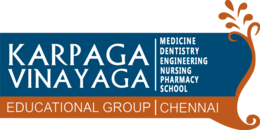 KARPAGA
VINAYAGA
MEDICINE
DENTISTRY
ENGINEERING
NURSING
PHARMACY
SCHOOL
EDUCATIONAL GROUP | CHENNAI